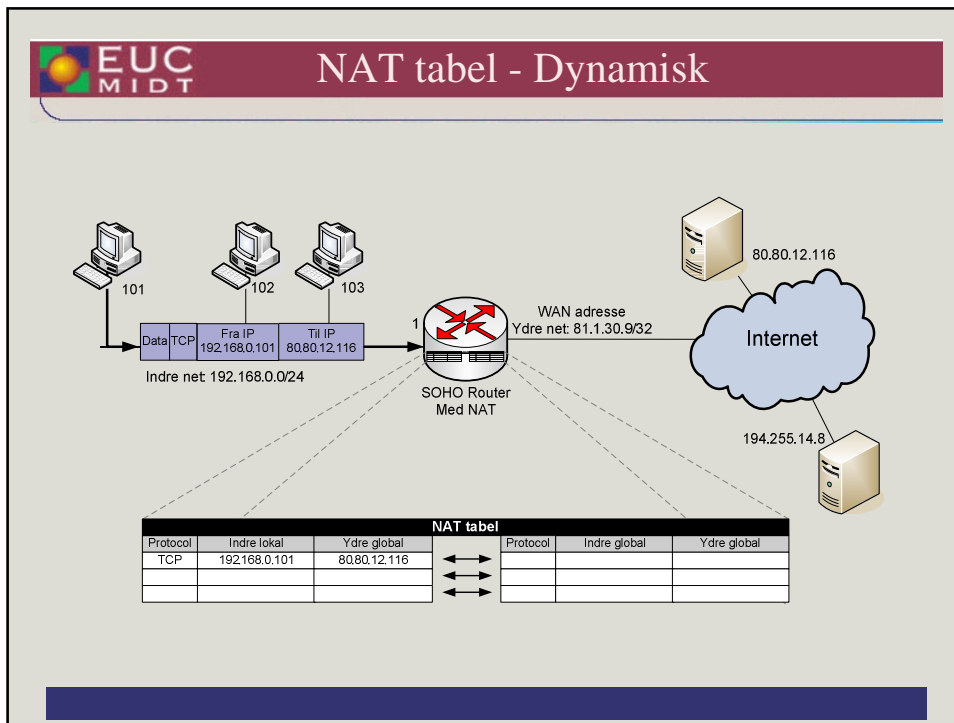 EUC
MIDT
NAT tabel - Dynamisk
101
102
103
80.80.12.116
Data TCP Fra IP 192,168,0,101 Til IP 80,80,12,116
1
WAN adresse
Ydre net: 81.1.30.9/32
Internet
Indre net: 192.168.0.0/24
SOHO Router
Med NAT
194.255.14.8
NAT tabel
Protocol Indre lokal Ydre global Protocol Indre global Ydre global
TCP 192,168,0,101 80,80,12,116